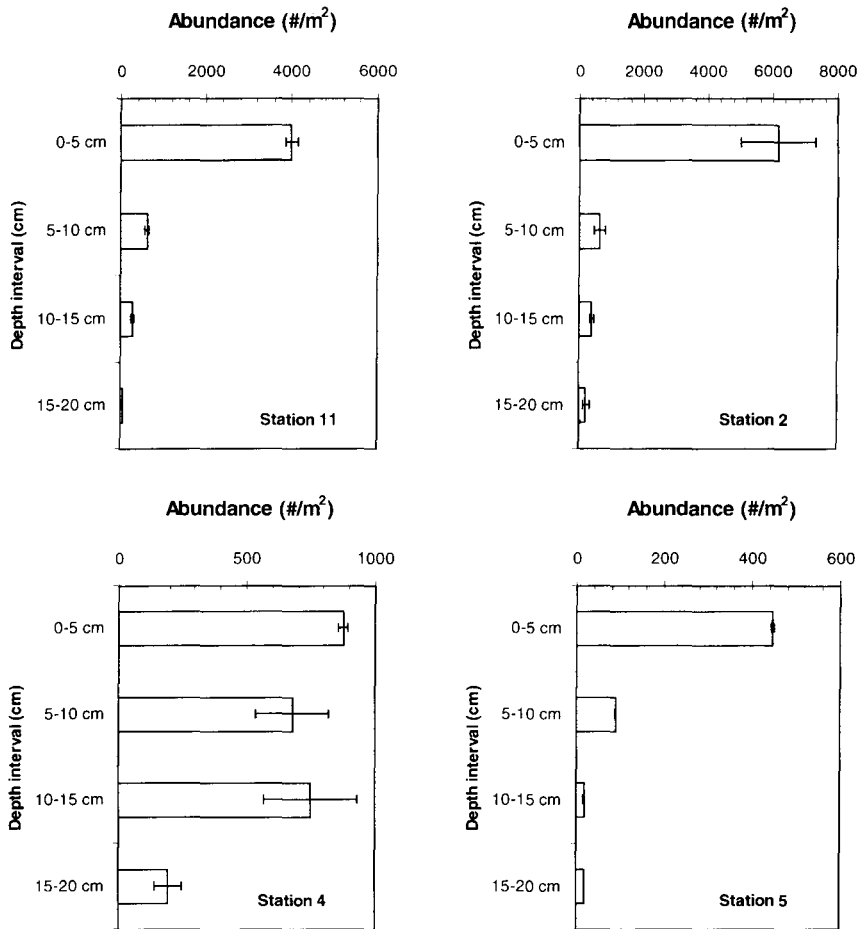 Abundance (#/m²)
0 2000 4000 6000
Depth interval (cm)
0-5 cm
5-10 cm
10-15 cm
15-20 cm
Station 11
Abundance (#/m²)
0 2000 4000 6000 8000
Depth interval (cm)
0-5 cm
5-10 cm
10-15 cm
15-20 cm
Station 2
Abundance (#/m²)
0 500 1000
Depth interval (cm)
0-5 cm
5-10 cm
10-15 cm
15-20 cm
Station 4
Abundance (#/m²)
0 200 400 600
Depth interval (cm)
0-5 cm
5-10 cm
10-15 cm
15-20 cm
Station 5